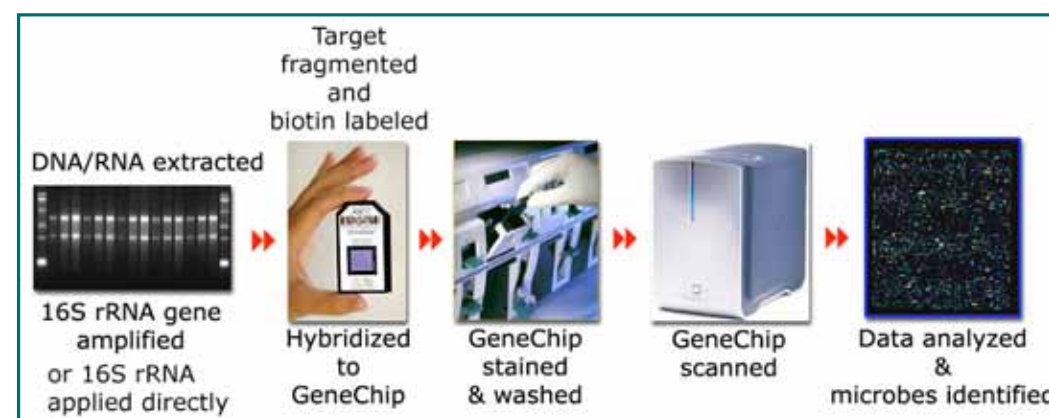 DNA/RNA extracted
16S rRNA gene
amplified
or 16S rRNA
applied directly
Target
fragmented
and
biotin labeled
Hybridized
to
GeneChip
GeneChip
stained
& washed
GeneChip
scanned
Data analyzed
&
microbes identified